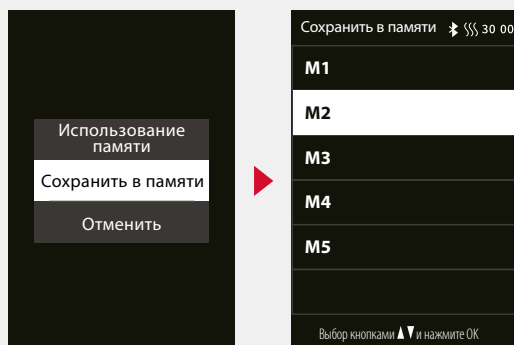 Использование
памяти
Сохранить в памяти
Отменить
Сохранить в памяти 30 00
M1
M2
M3
M4
M5
Выбор кнопками ▲▼ и нажмите OK